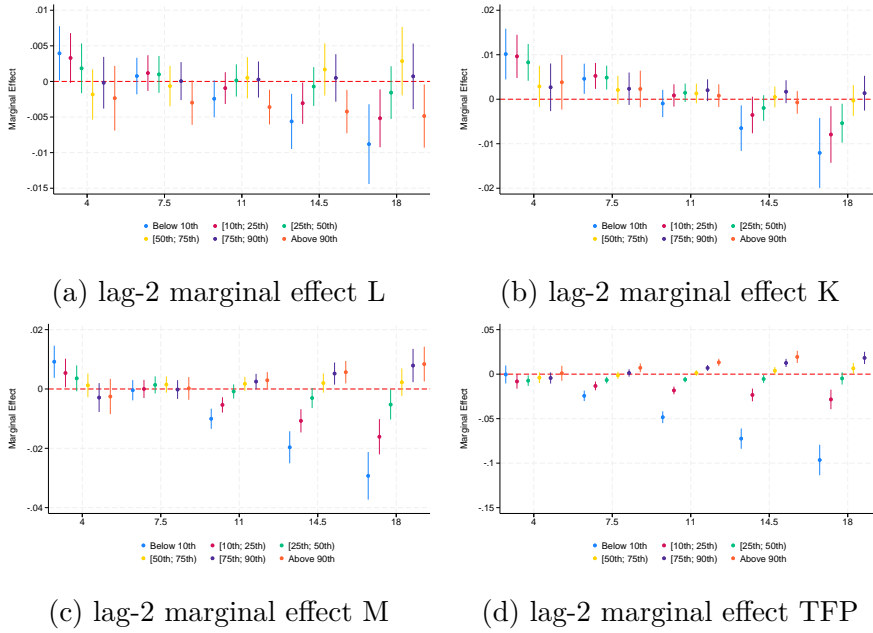 .01
.005
0
-.005
-.01
-.015
Marginal Effect
4 7.5 11 14.5 18
Below 10th [10th; 25th) [25th; 50th)
[50th; 75th) [75th; 90th) Above 90th
(a) lag-2 marginal effect L
.02
.01
0
-.01
-.02
Marginal Effect
4 7.5 11 14.5 18
Below 10th [10th; 25th) [25th; 50th)
[50th; 75th) [75th; 90th) Above 90th
(b) lag-2 marginal effect K
.02
0
-.02
-.04
Marginal Effect
4 7.5 11 14.5 18
Below 10th [10th; 25th) [25th; 50th)
[50th; 75th) [75th; 90th) Above 90th
(c) lag-2 marginal effect M
.05
0
-.05
-.1
-.15
Marginal Effect
4 7.5 11 14.5 18
Below 10th [10th; 25th) [25th; 50th)
[50th; 75th) [75th; 90th) Above 90th
(d) lag-2 marginal effect TFP